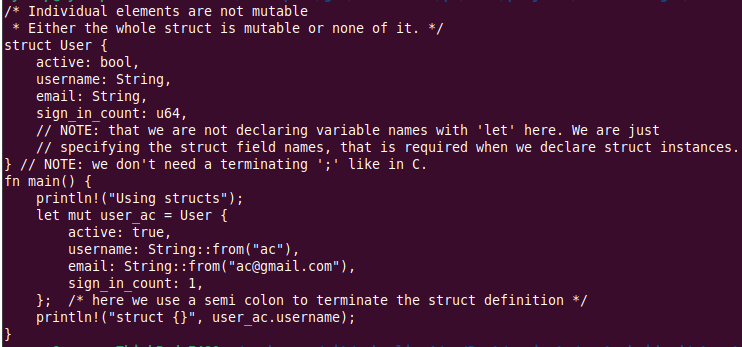 /* Individual elements are not mutable
 * Either the whole struct is mutable or none of it. */
struct User {
    active: bool,
    username: String,
    email: String,
    sign_in_count: u64,
    // NOTE: that we are not declaring variable names with 'let' here. We are just
    // specifying the struct field names, that is required when we declare struct instances.
} // NOTE: we don't need a terminating ';' like in C.
fn main() {
    println!("Using structs");
    let mut user_ac = User {
        active: true,
        username: String::from("ac"),
        email: String::from("ac@gmail.com"),
        sign_in_count: 1,
    };  /* here we use a semi colon to terminate the struct definition */
    println!("struct {}", user_ac.username);
}